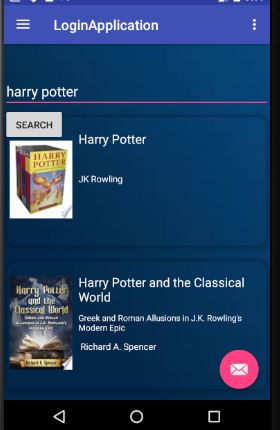 LoginApplication
harry potter
SEARCH
HARRY
POTTER
Harry Potter
JK Rowling
Harry Potter
and the
Classical World
Greek and Roman
Allusions in J.K. Rowling's
Modern Epic
Richard A. Spencer
Harry Potter and the Classical
World
Greek and Roman Allusions in J.K. Rowling's
Modern Epic
Richard A. Spencer